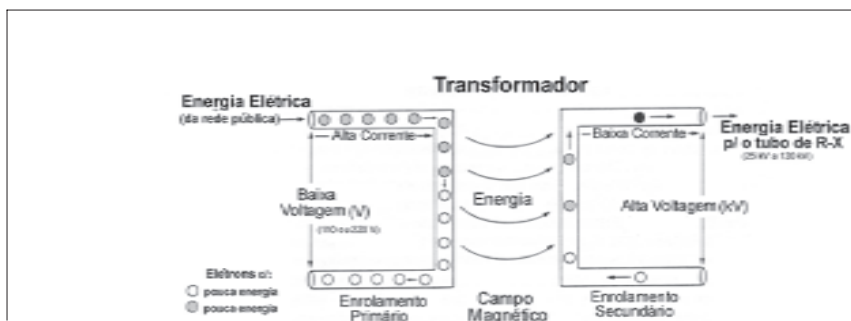 Transformador
Energia Elétrica
(da rede pública)
Alta Corrente
Baixa Corrente
Energia Elétrica
p/ o tubo de R-X
(25 kV a 130 kV)
Baixa
Voltagem (V)
(110 ou 220 V)
Energia
Alta Voltagem (kV)
Elétrons c/:
pouca energia
pouca energia
Enrolamento
Primário
Campo
Magnético
Enrolamento
Secundário